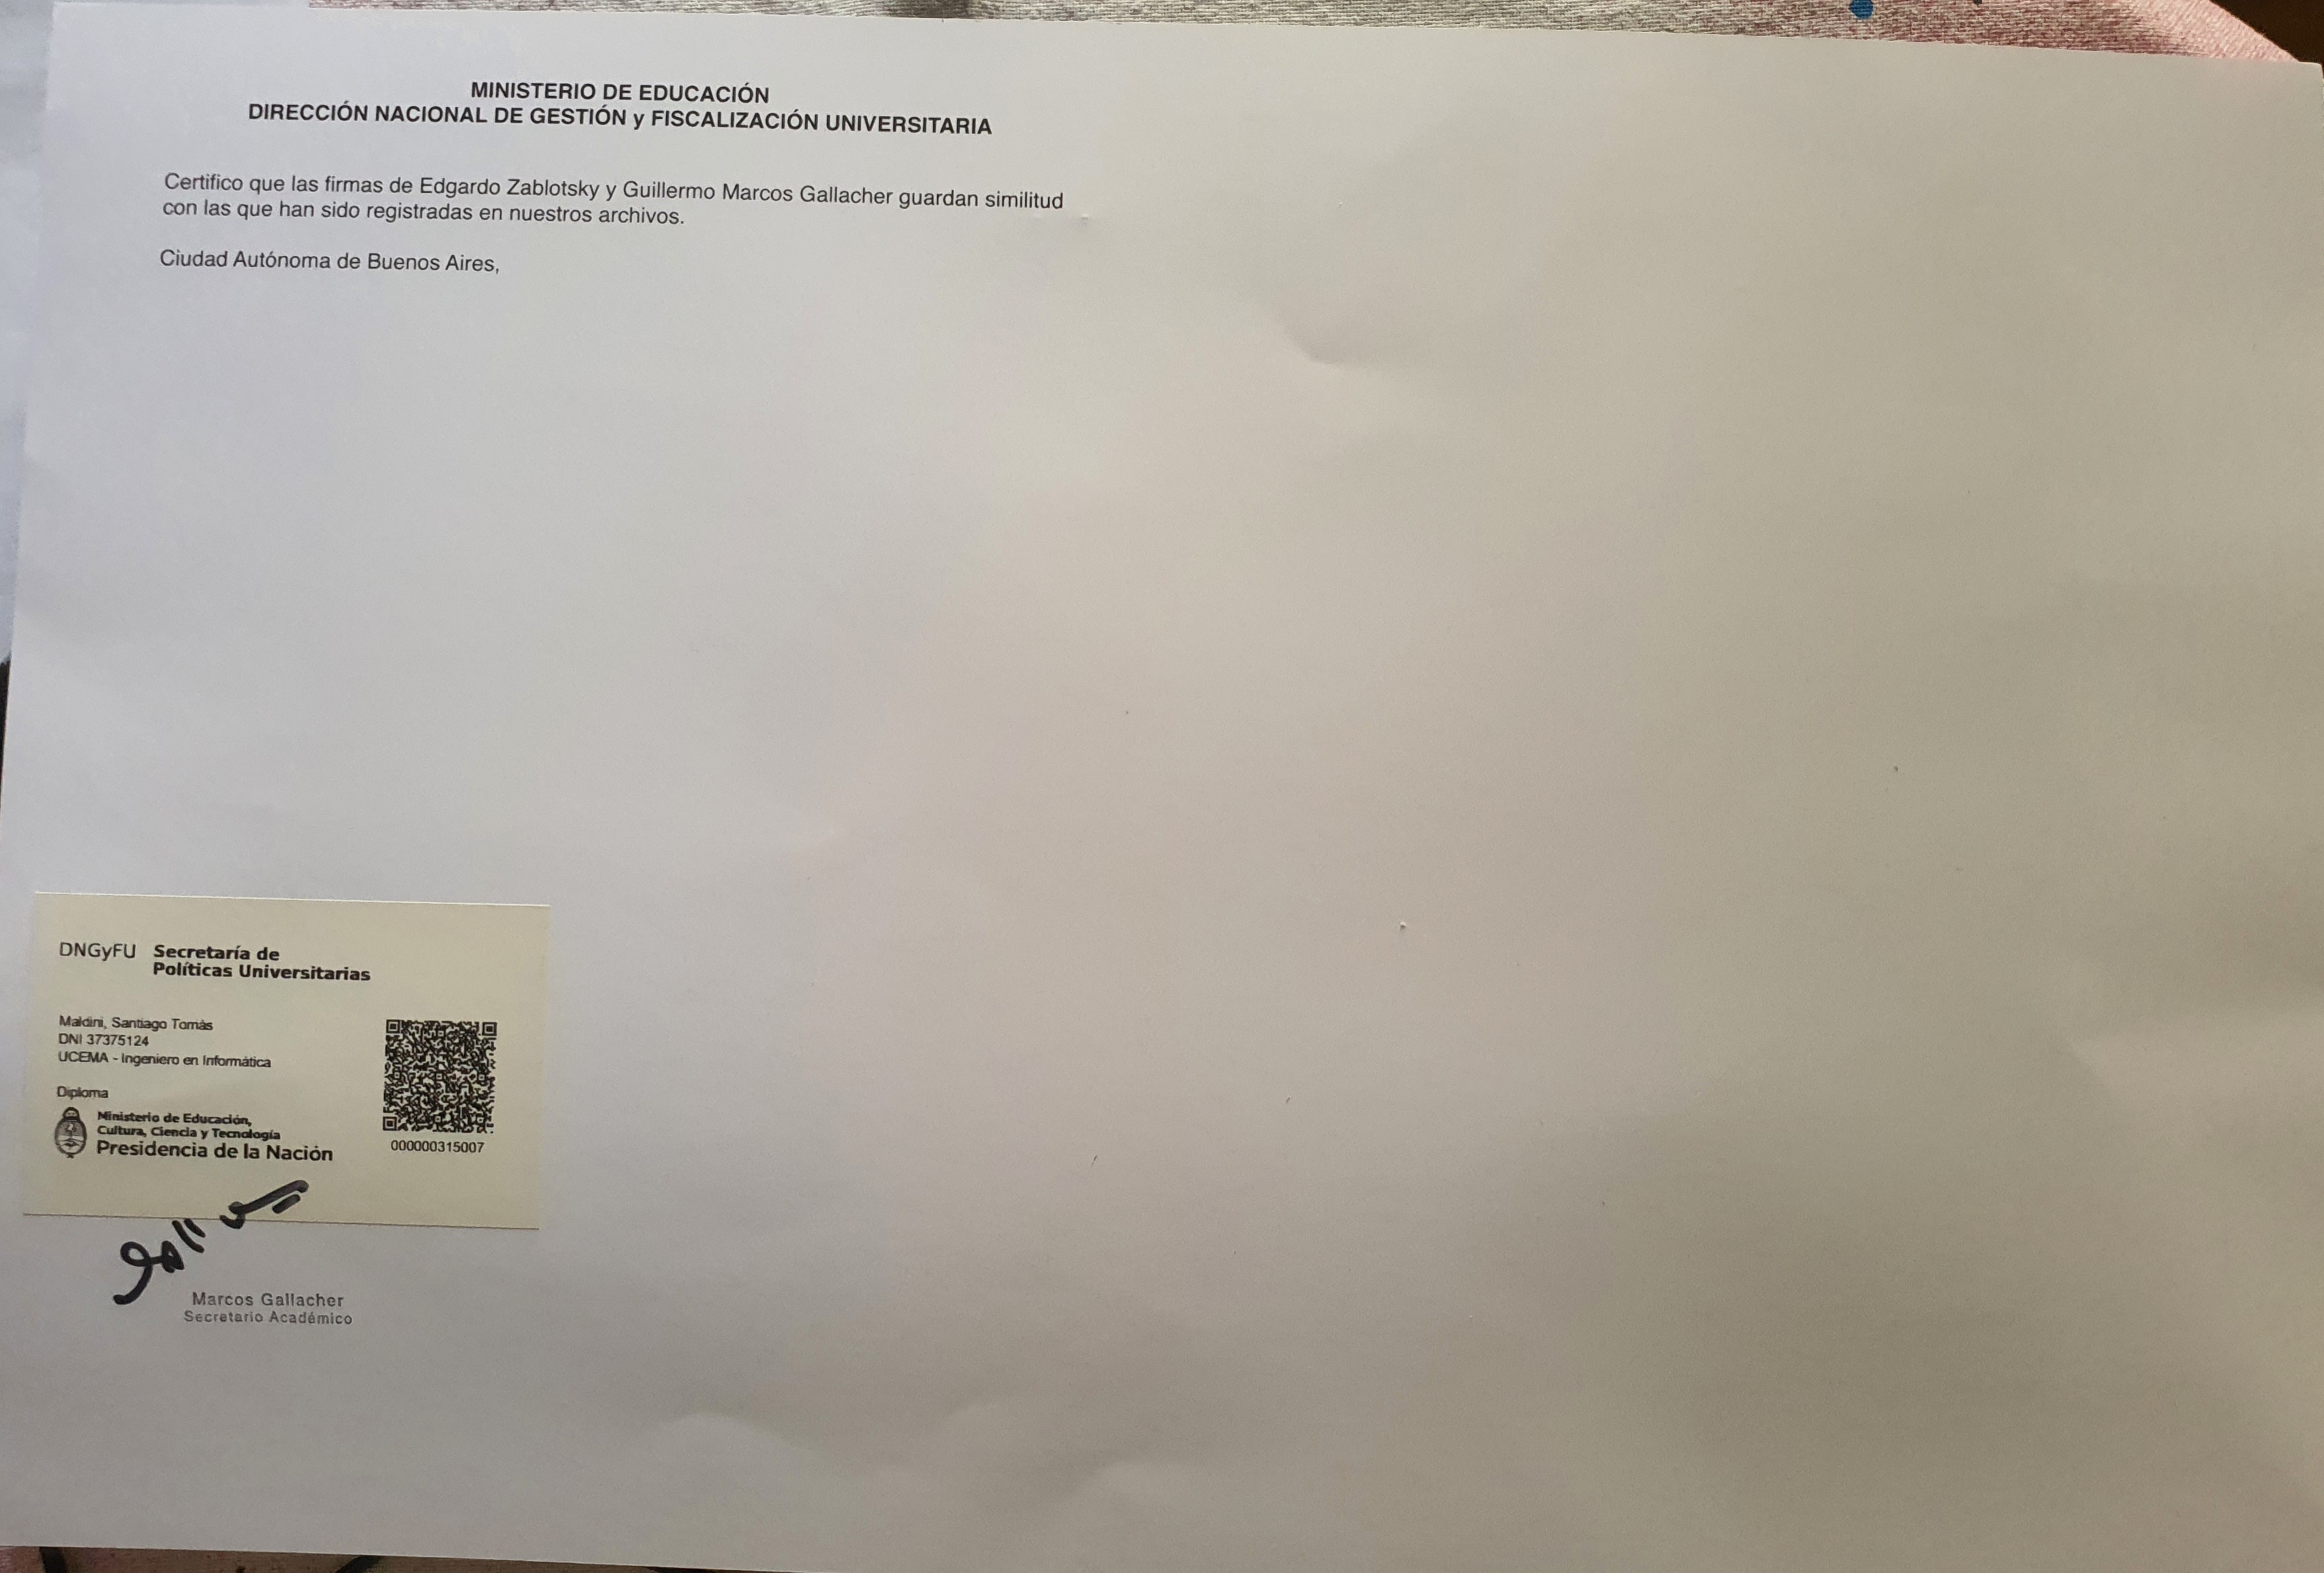 MINISTERIO DE EDUCACIÓN
DIRECCIÓN NACIONAL DE GESTIÓN y FISCALIZACIÓN UNIVERSITARIA
Certifico que las firmas de Edgardo Zablotsky y Guillermo Marcos Gallacher guardan similitud
con las que han sido registradas en nuestros archivos.
Ciudad Autónoma de Buenos Aires,
DNGyFU Secretaría de
Políticas Universitarias
Maldini, Santiago Tomàs
DNI 37375124
UCEMA - Ingeniero en Informàtica
Diploma
Ministerio de Educación,
Cultura, Ciencia y Tecnología
Presidencia de la Nación
000000315007
Marcos Gallacher
Secretario Académico